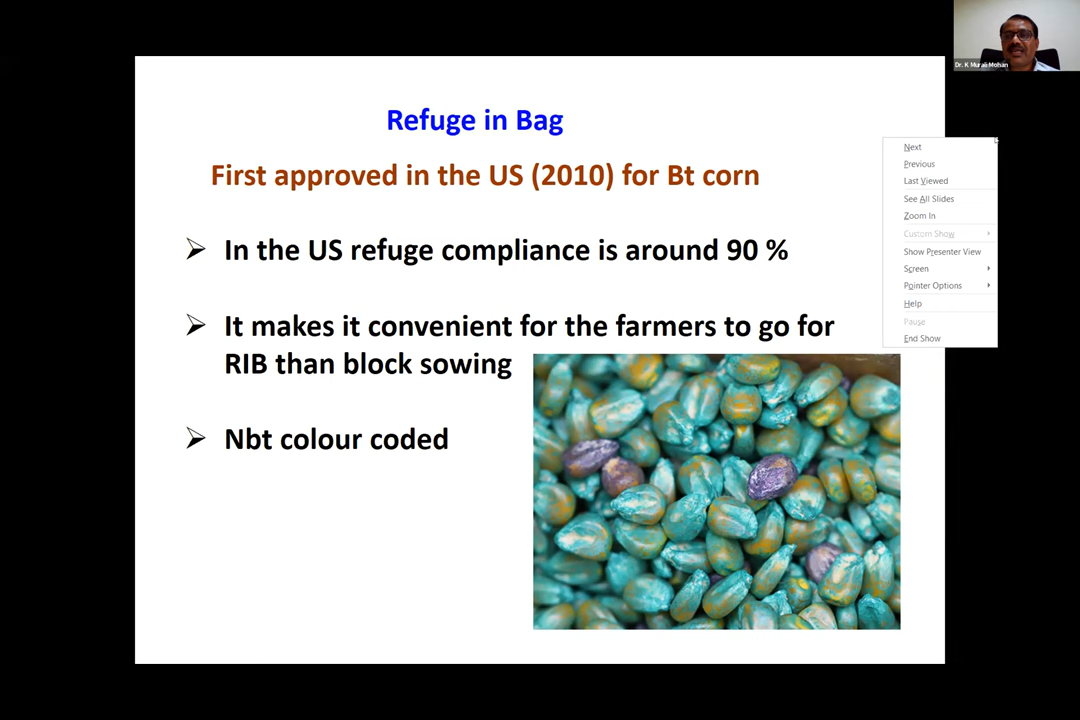 Refuge in Bag
First approved in the US (2010) for Bt corn
In the US refuge compliance is around 90 %
It makes it convenient for the farmers to go for
RIB than block sowing
Nbt colour coded
Dr. K Murali Mohan
Next
Previous
Last Viewed
See All Slides
Zoom In
Custom Show
Show Presenter View
Screen
Pointer Options
Help
Pause
End Show